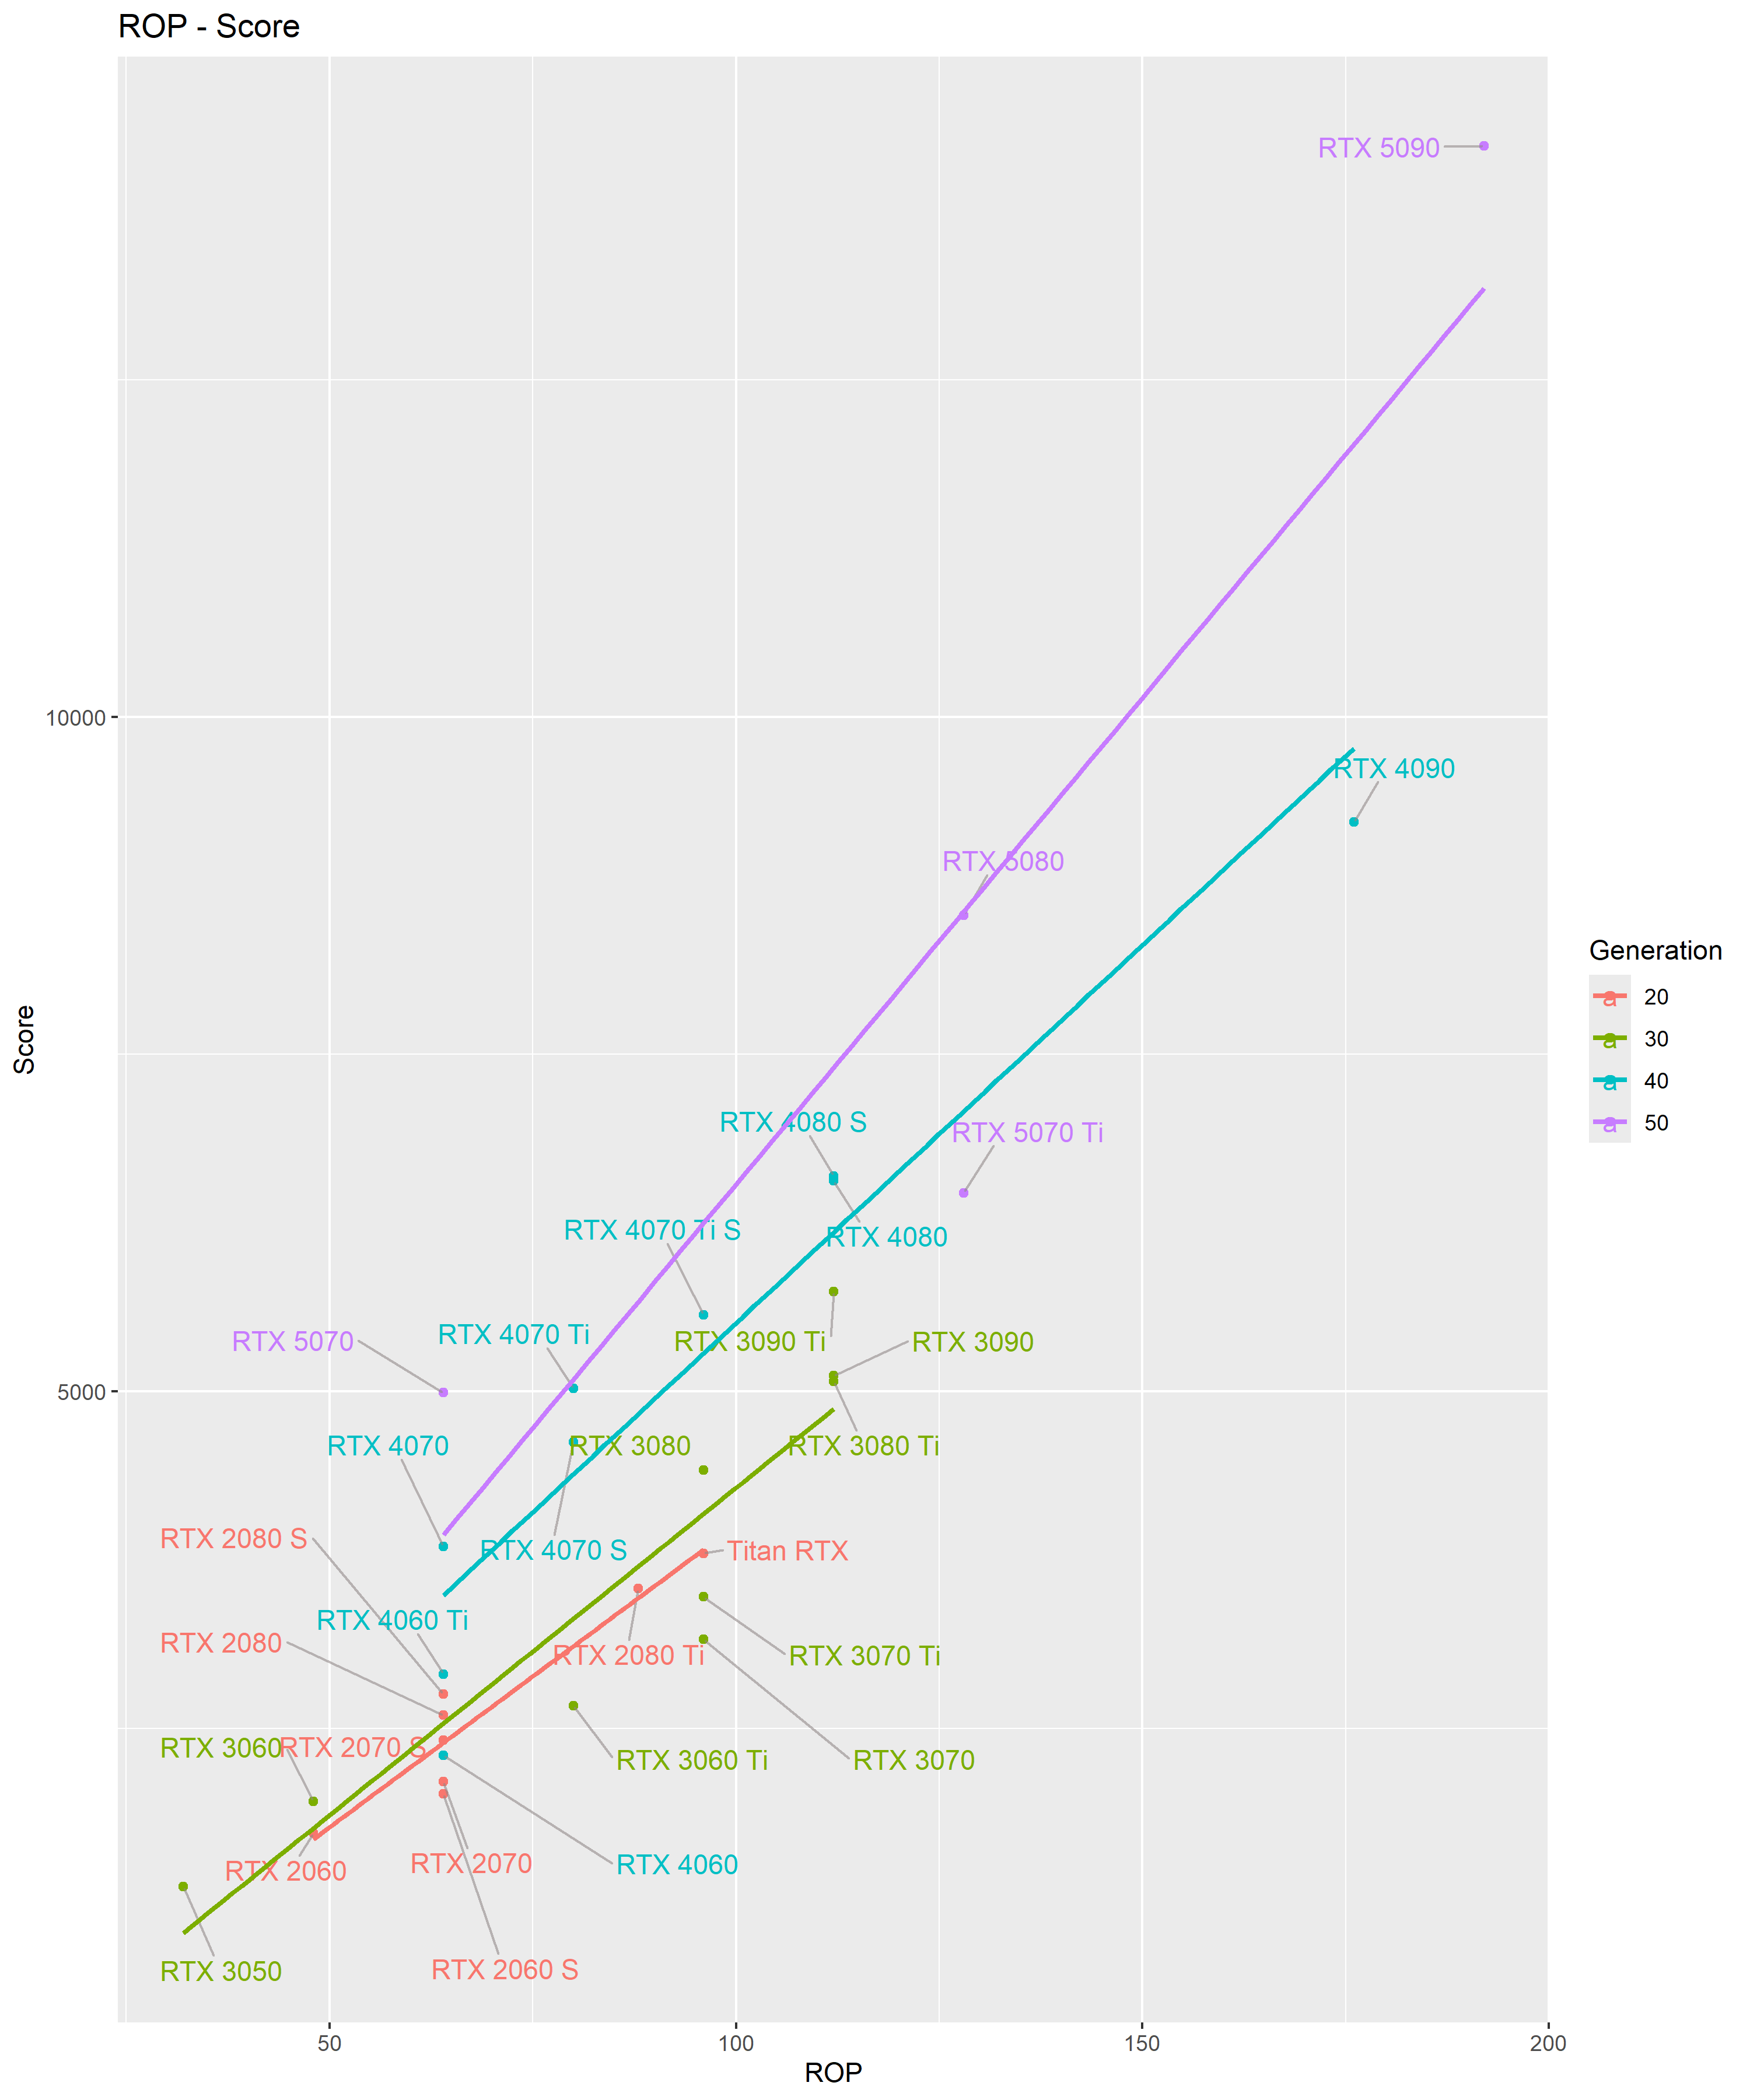 ROP - Score
RTX 5090
10000
RTX 4090
RTX 5080
Generation
a 20
a 30
a 40
a 50
Score
RTX 4080 S
RTX 5070 Ti
RTX 4070 Ti S
RTX 4080
RTX 5070
RTX 4070 Ti
RTX 3090 Ti
RTX 3090
5000
RTX 4070
RTX 3080
RTX 3080 Ti
RTX 2080 S
RTX 4070 S
Titan RTX
RTX 4060 Ti
RTX 2080
RTX 2080 Ti
RTX 3070 Ti
RTX 3060
RTX 2070 S
RTX 3060 Ti
RTX 3070
RTX 2060
RTX 2070
RTX 4060
RTX 3050
RTX 2060 S
50
100
150
200
ROP